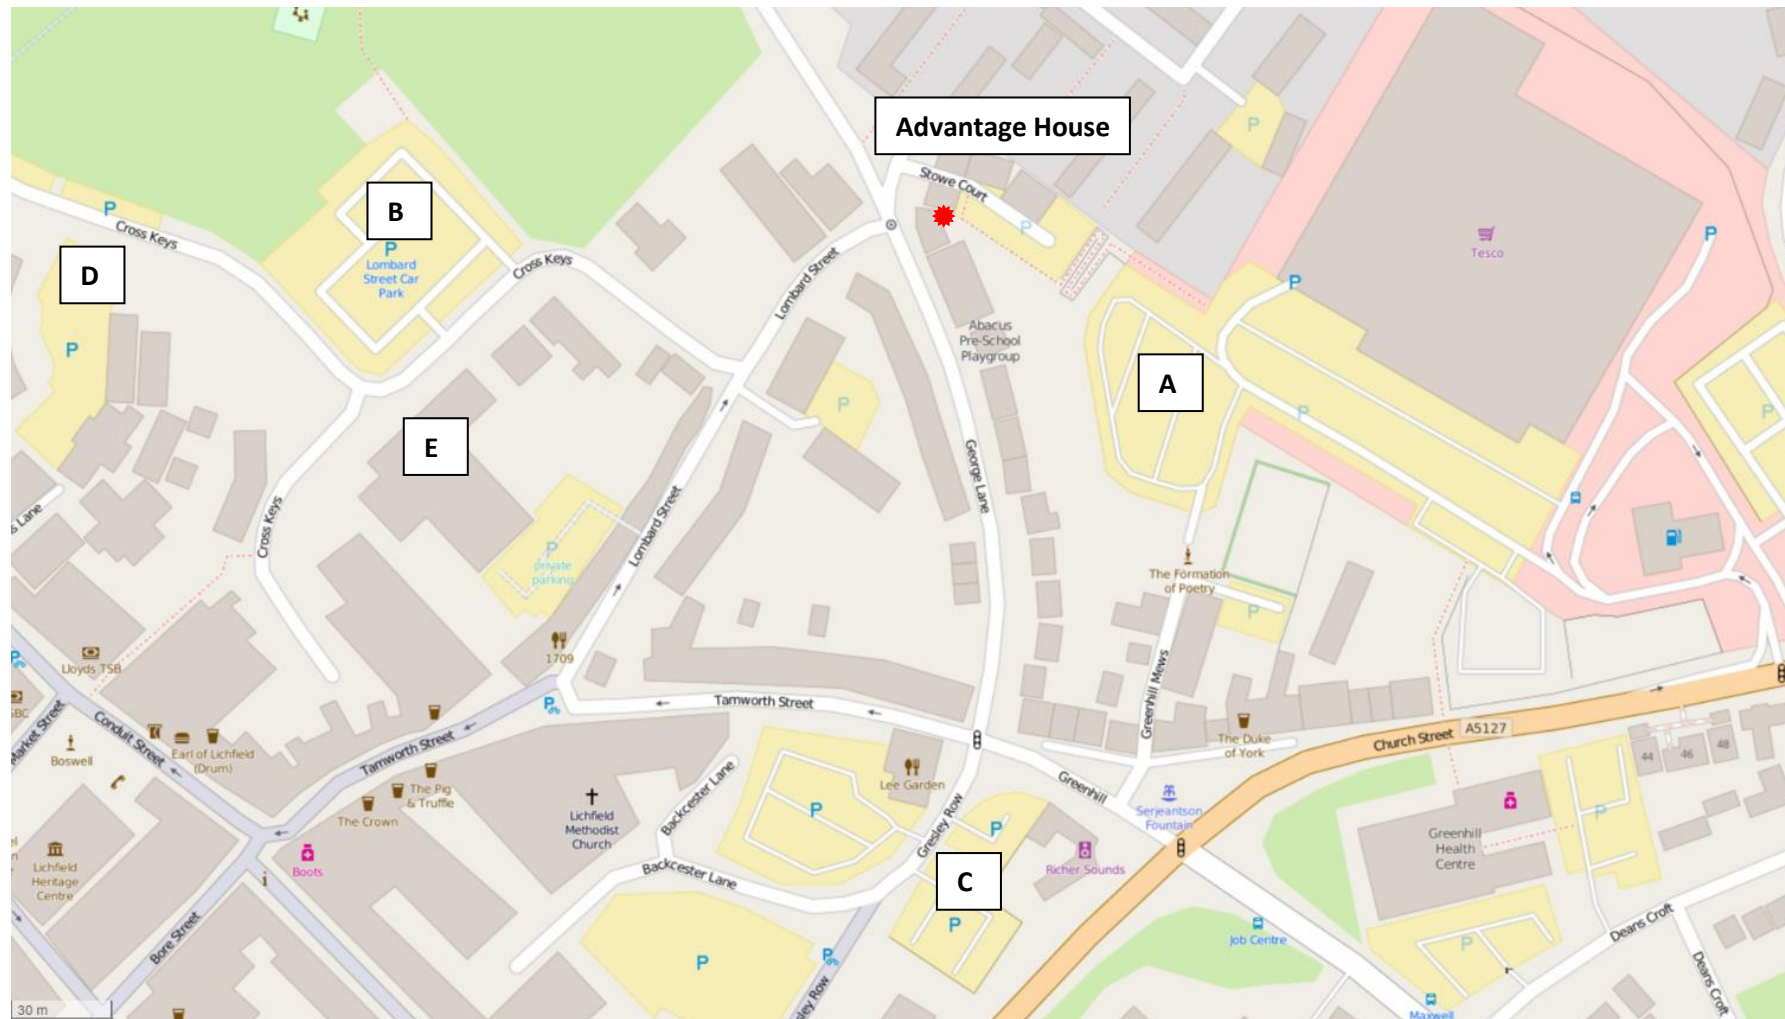 Advantage House
Stowe Court
P
P
P
B
P
Cross Keys
P
Lombard
Street Car
Park
P
Tesco
D
Cross Keys
Lombard Street
P
P
Abacus
Pre-School
Playgroup
A
P
P
P
E
George Lane
s Lane
Cross Keys
Lombard Street
P
private
parking
The Formation
of Poetry
P
1709
Lloyds TSB
P
SBC
Market Street
Conduit Street
Boswell
Earl of Lichfield
(Drum)
Tamworth Street
P
Tamworth Street
Greenhill Mews
The Duke
of York
Church Street
A5127
44
46
48
The Pig
& Truffle
The Crown
Lichfield
Methodist
Church
Backcester Lane
Lee Garden
P
Gresley Row
P
Greenhill
Serjeantson
Fountain
Richer Sounds
Greenhill
Health
Centre
P
Boots
Lichfield
Heritage
Centre
Backcester Lane
C
P
Bore Street
P
P
Job Centre
P
Deans Croft
Deans Croft
sley Row
Maxwell
30 m